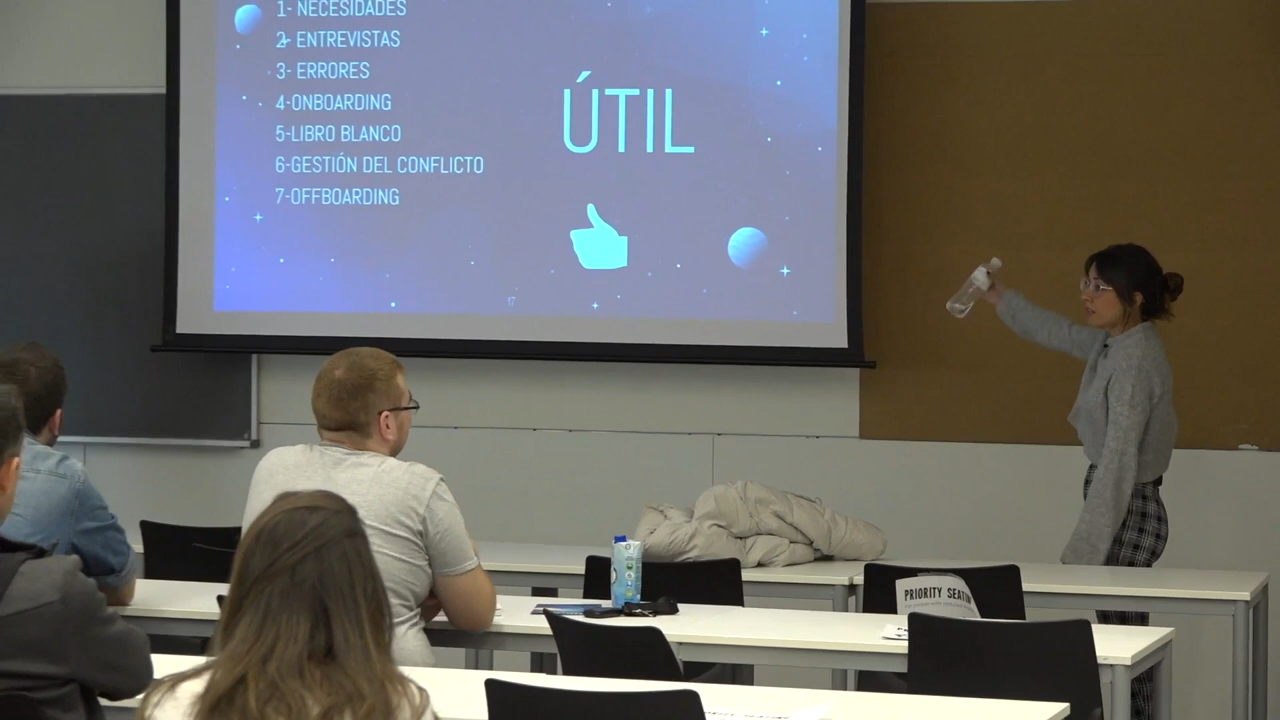 1- NECESIDADES
2- ENTREVISTAS
3- ERRORES
4-ONBOARDING
5-LIBRO BLANCO
6-GESTIÓN DEL CONFLICTO
7-OFFBOARDING
ÚTIL
17
PRIORITY SEATIN